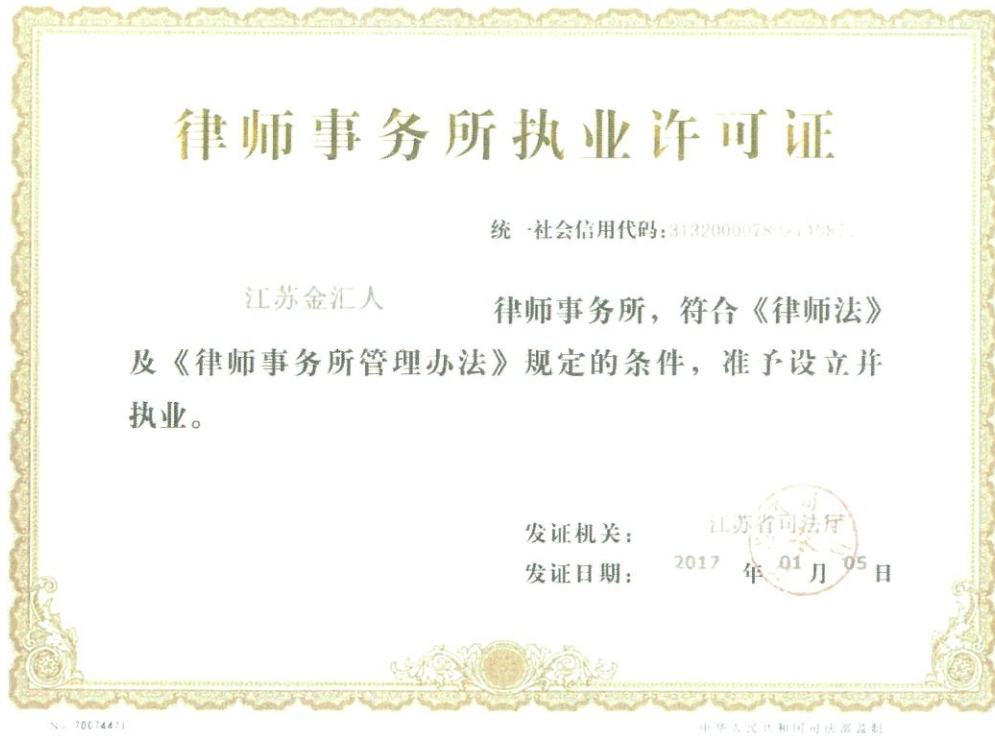 律师事务所执业许可证
统一社会信用代码:
江苏金汇人 律师事务所，符合《律师法》
及《律师事务所管理办法》规定的条件，准予设立并
执业。
发证机关： 江苏省司法厅
发证日期： 2017 年 01 月 05 日
No. 
中华人民共和国司法部监制